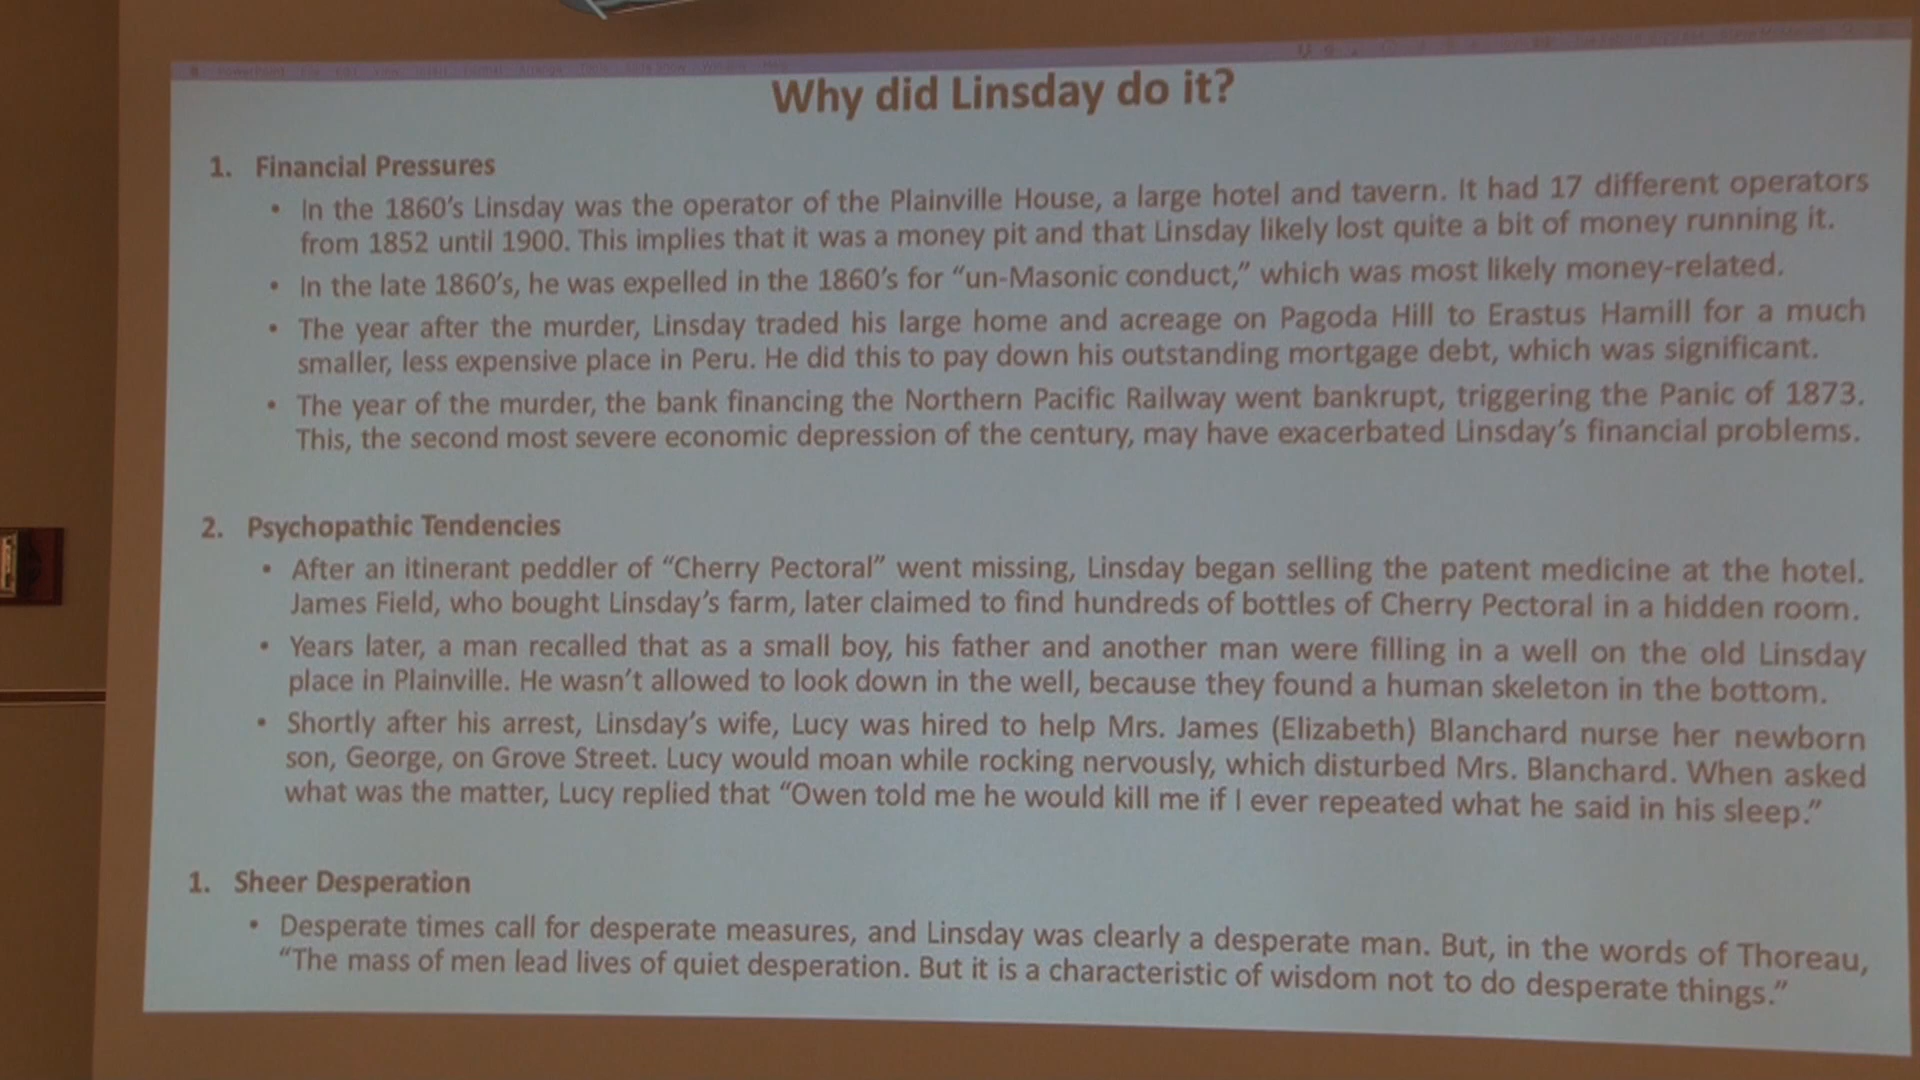 PowerPoint
Why did Linsday do it?
1. Financial Pressures
• In the 1860's Linsday was the operator of the Plainville House, a large hotel and tavern. It had 17 different operators
from 1852 until 1900. This implies that it was a money pit and that Linsday likely lost quite a bit of money running it.
• In the late 1860's, he was expelled in the 1860's for “un-Masonic conduct,” which was most likely money-related.
• The year after the murder, Linsday traded his large home and acreage on Pagoda Hill to Erastus Hamill for a much
smaller, less expensive place in Peru. He did this to pay down his outstanding mortgage debt, which was significant.
• The year of the murder, the bank financing the Northern Pacific Railway went bankrupt, triggering the Panic of 1873.
This, the second most severe economic depression of the century, may have exacerbated Linsday's financial problems.
2. Psychopathic Tendencies
• After an itinerant peddler of “Cherry Pectoral” went missing, Linsday began selling the patent medicine at the hotel.
James Field, who bought Linsday's farm, later claimed to find hundreds of bottles of Cherry Pectoral in a hidden room.
• Years later, a man recalled that as a small boy, his father and another man were filling in a well on the old Linsday
place in Plainville. He wasn't allowed to look down in the well, because they found a human skeleton in the bottom.
• Shortly after his arrest, Linsday's wife, Lucy was hired to help Mrs. James (Elizabeth) Blanchard nurse her newborn
son, George, on Grove Street. Lucy would moan while rocking nervously, which disturbed Mrs. Blanchard. When asked
what was the matter, Lucy replied that “Owen told me he would kill me if I ever repeated what he said in his sleep.”
1. Sheer Desperation
• Desperate times call for desperate measures, and Linsday was clearly a desperate man. But, in the words of Thoreau,
“The mass of men lead lives of quiet desperation. But it is a characteristic of wisdom not to do desperate things.”